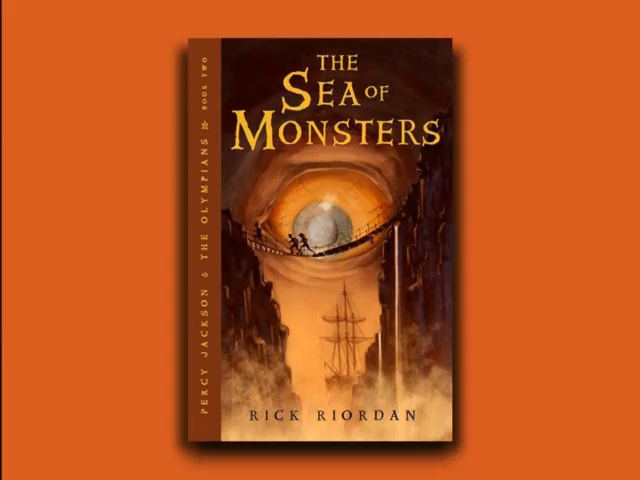 THE
SEA OF
MONSTERS
PERCY JACKSON & THE OLYMPIANS BOOK TWO
RICK RIORDAN